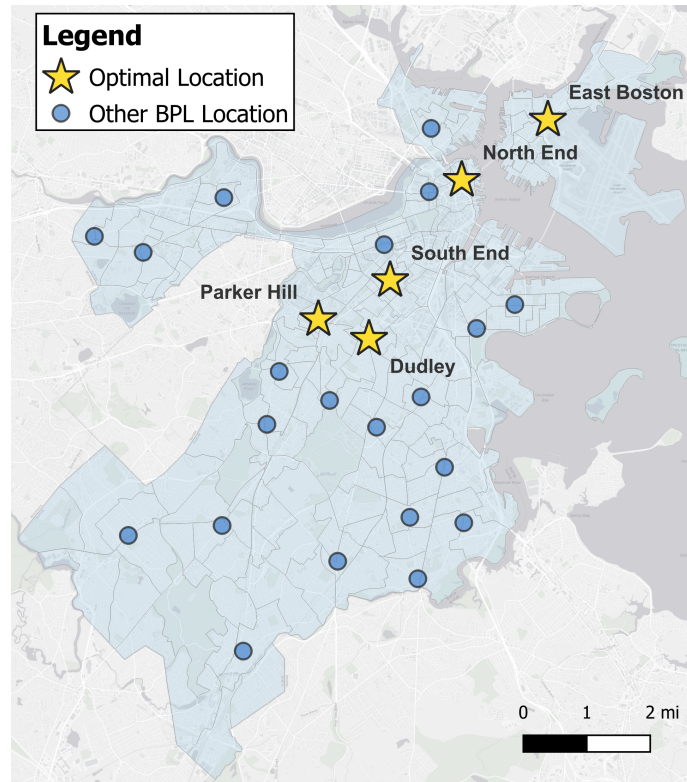 Legend
Optimal Location
Other BPL Location
East Boston
North End
South End
Parker Hill
Dudley
0 1 2 mi